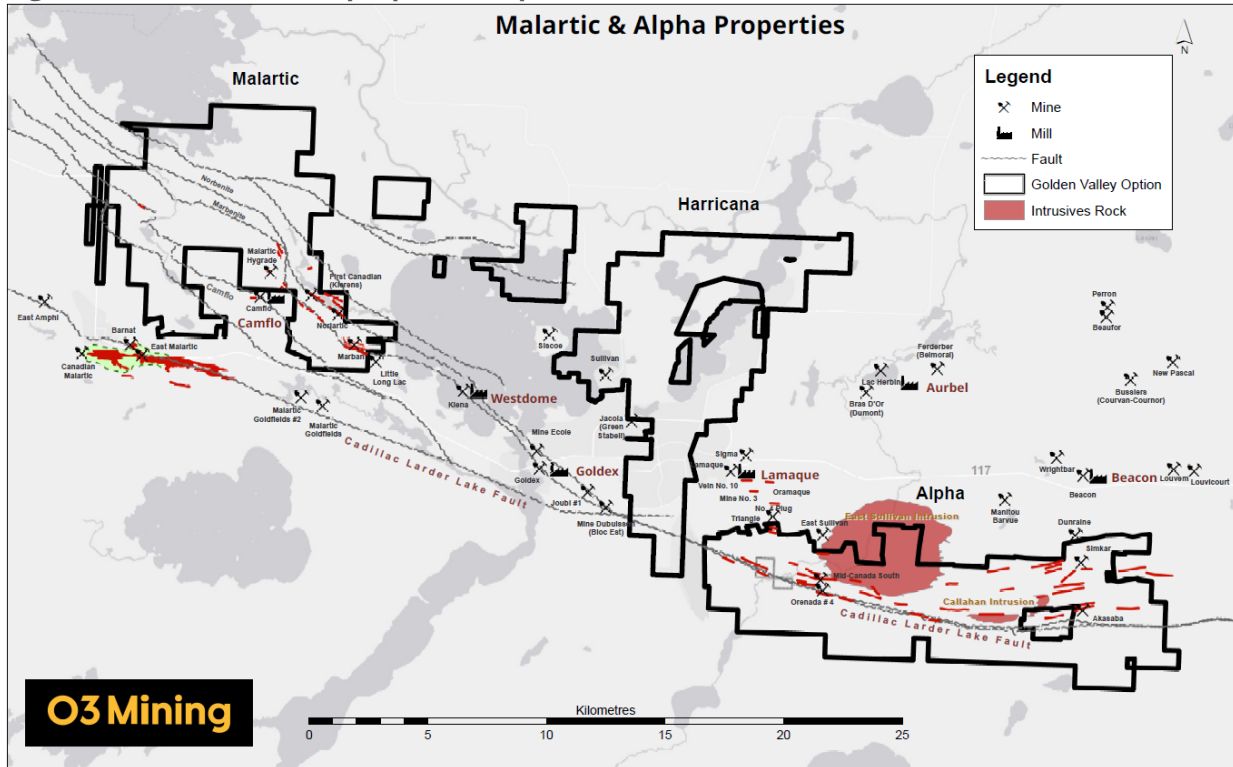 Malartic & Alpha Properties
N
Malartic
Harricana
Alpha
Legend
Mine
Mill
Fault
Golden Valley Option
Intrusives Rock
Norbenite
Marbenite
Malartic
Hygrade
First Canadian
(Kierens)
Camflo
Camflo
Camflo
Norlartic
Marban
Little
Long Lac
East Amphi
Barnat
East Malartic
Canadian
Malartic
Malartic
Goldfields #2
Malartic
Goldfields
Cadillac Larder Lake Fault
Siscoe
Sullivan
Kiena
Westdome
Jacola
(Green
Stabell)
Mine Ecole
Goldex
Goldex
Joubi #1
Mine Dubuisson
(Bloc Est)
Perron
Beaufor
Ferderber
(Belmoral)
Lac Herbin
Aurbel
Bras D'Or
(Dumont)
New Pascal
Bussiers
(Courvan-Cournor)
Sigma
Lamaque
Lamaque
Vein No. 10
Oramaque
Mine No. 3
No. 4 Plug
Triangle
East Sullivan
East Sullivan Intrusion
117
Wrightbar
Beacon
Beacon
Louvem
Louvicourt
Manitou
Barvue
Dunraine
Simkar
Mid-Canada South
Orenada # 4
Callahan Intrusion
Akasaba
Cadillac Larder Lake Fault
O3 Mining
Kilometres
0 5 10 15 20 25